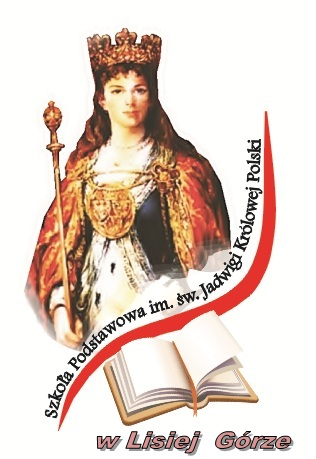 Szkoła Podstawowa im. św. Jadwigi Królowej Polski
w Lisiej Górze